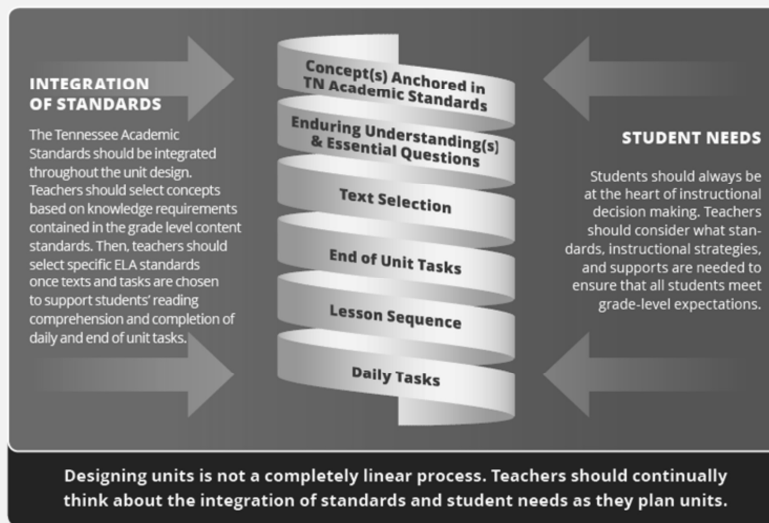 INTEGRATION
OF STANDARDS
The Tennessee Academic
Standards should be integrated
throughout the unit design.
Teachers should select concepts
based on knowledge requirements
contained in the grade level content
standards. Then, teachers should
select specific ELA standards
once texts and tasks are chosen
to support students' reading
comprehension and completion of
daily and end of unit tasks.
Concept(s) Anchored in
TN Academic Standards
Enduring Understanding(s)
& Essential Questions
Text Selection
End of Unit Tasks
Lesson Sequence
Daily Tasks
STUDENT NEEDS
Students should always be
at the heart of instructional
decision making. Teachers
should consider what stan-
dards, instructional strategies,
and supports are needed to
ensure that all students meet
grade-level expectations.
Designing units is not a completely linear process. Teachers should continually
think about the integration of standards and student needs as they plan units.